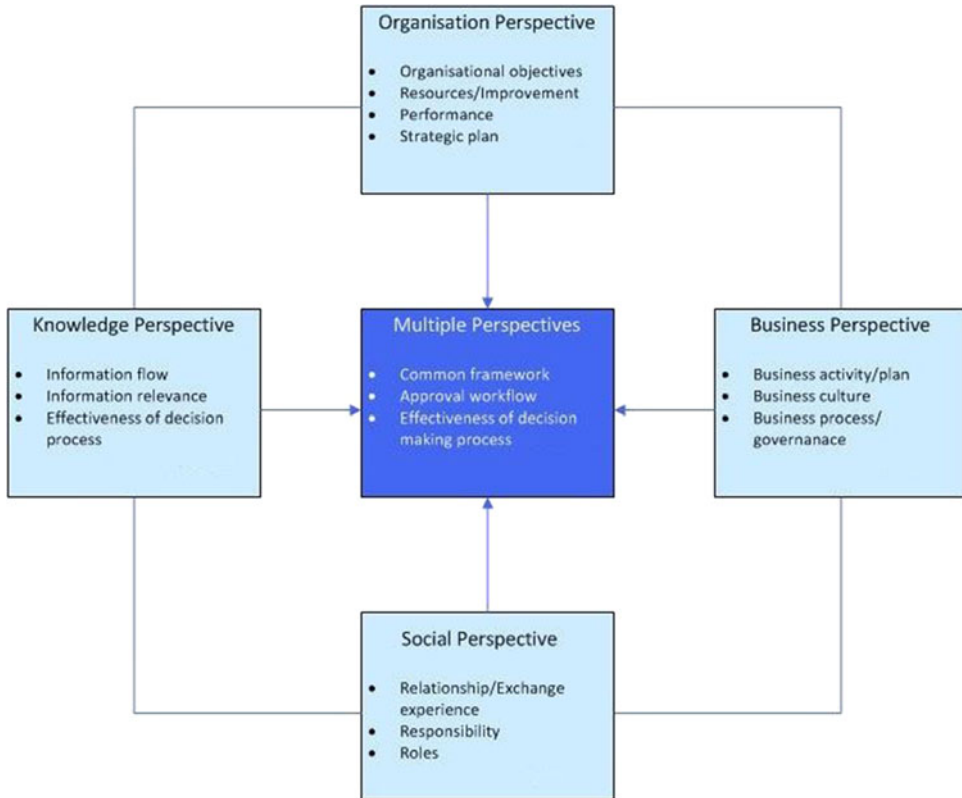 Organisation Perspective
• Organisational objectives
• Resources/Improvement
• Performance
• Strategic plan
Knowledge Perspective
• Information flow
• Information relevance
• Effectiveness of decision
process
Multiple Perspectives
• Common framework
• Approval workflow
• Effectiveness of decision
making process
Business Perspective
• Business activity/plan
• Business culture
• Business process/
governanace
Social Perspective
• Relationship/Exchange
experience
• Responsibility
• Roles